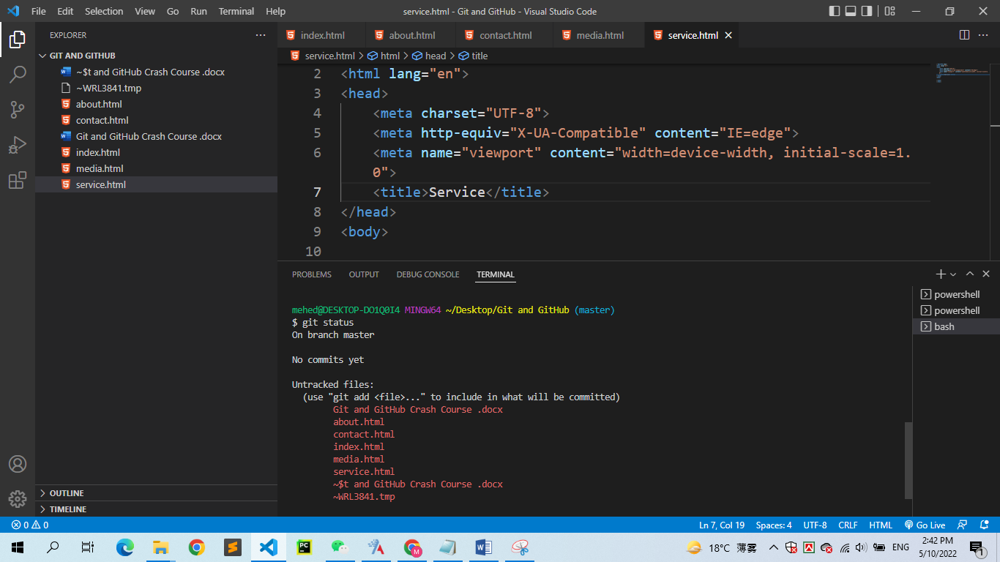 File Edit Selection View Go Run Terminal Help
service.html - Git and GitHub - Visual Studio Code
EXPLORER
GIT AND GITHUB
~$t and GitHub Crash Course .docx
~WRL3841.tmp
about.html
contact.html
Git and GitHub Crash Course .docx
index.html
media.html
service.html
OUTLINE
TIMELINE
index.html about.html contact.html media.html service.html
service.html > html > head > title
2 <html lang="en">
3 <head>
4 <meta charset="UTF-8">
5 <meta http-equiv="X-UA-Compatible" content="IE=edge">
6 <meta name="viewport" content="width=device-width, initial-scale=1.
0">
7 <title>Service</title>
8 </head>
9 <body>
10
PROBLEMS OUTPUT DEBUG CONSOLE TERMINAL
mehed@DESKTOP-DO1Q0I4 MINGW64 ~/Desktop/Git and GitHub (master)
$ git status
On branch master
No commits yet
Untracked files:
(use "git add <file>..." to include in what will be committed)
Git and GitHub Crash Course .docx
about.html
contact.html
index.html
media.html
service.html
~$t and GitHub Crash Course .docx
~WRL3841.tmp
powershell
powershell
bash
0 0
Ln 7, Col 19 Spaces: 4 UTF-8 CRLF HTML Go Live
18°C 薄雾 ENG
2:42 PM
5/10/2022
1